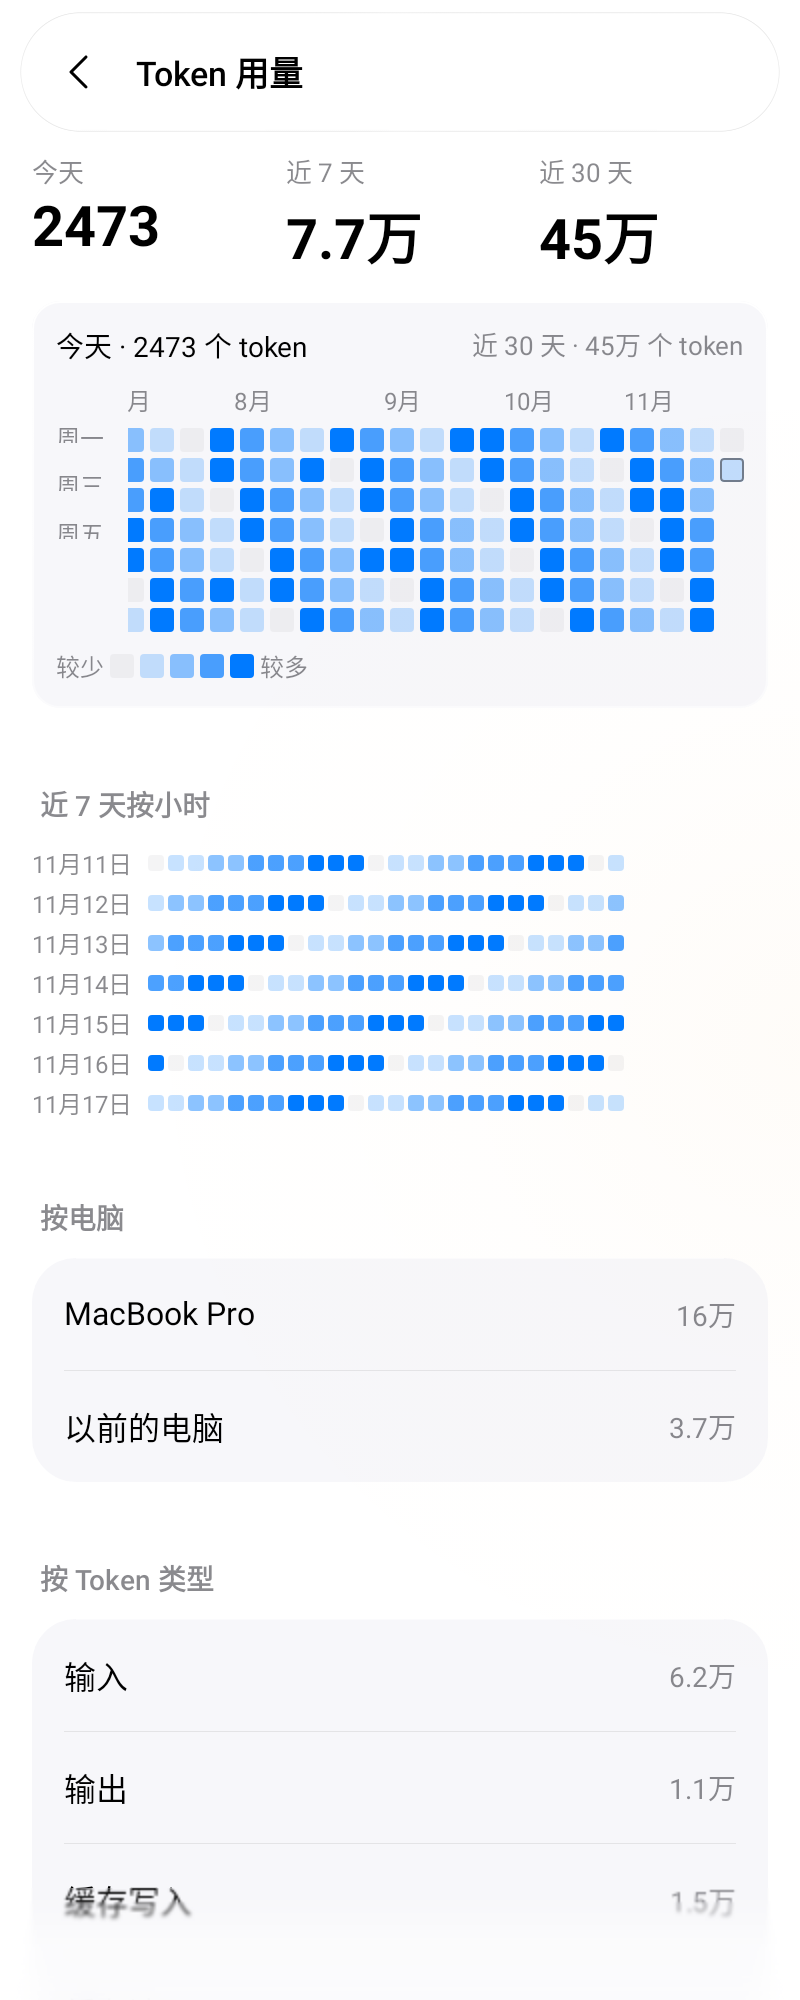 Token 用量
今天
近 7 天
近 30 天
2473
7.7万
45万
今天 · 2473 个 token
近 30 天 · 45万 个 token
月
8月
9月
10月
11月
周一
周三
周五
较少
较多
近 7 天按小时
11月11日
11月12日
11月13日
11月14日
11月15日
11月16日
11月17日
按电脑
MacBook Pro
16万
以前的电脑
3.7万
按 Token 类型
输入
6.2万
输出
1.1万
缓存写入
1.5万